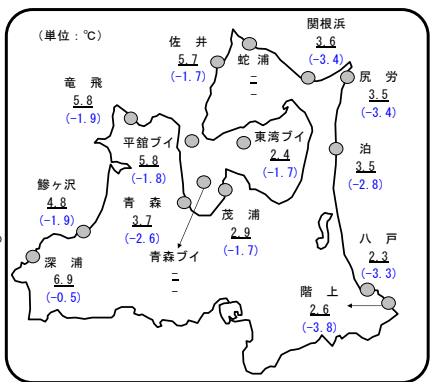 （単位：℃）
関根浜
3.6
(-3.4)
佐　井
5.7
(-1.7)
蛇　浦
−
−
尻　労
3.5
(-3.4)
竜　飛
5.8
(-1.9)
平舘ブイ
5.8
(-1.8)
東湾ブイ
2.4
(-1.7)
泊
3.5
(-2.8)
鰺ヶ沢
4.8
(-1.9)
青　森
3.7
(-2.6)
茂　浦
2.9
(-1.7)
青森ブイ
−
−
八　戸
2.3
(-3.3)
深　浦
6.9
(-0.5)
階　上
2.6
(-3.8)